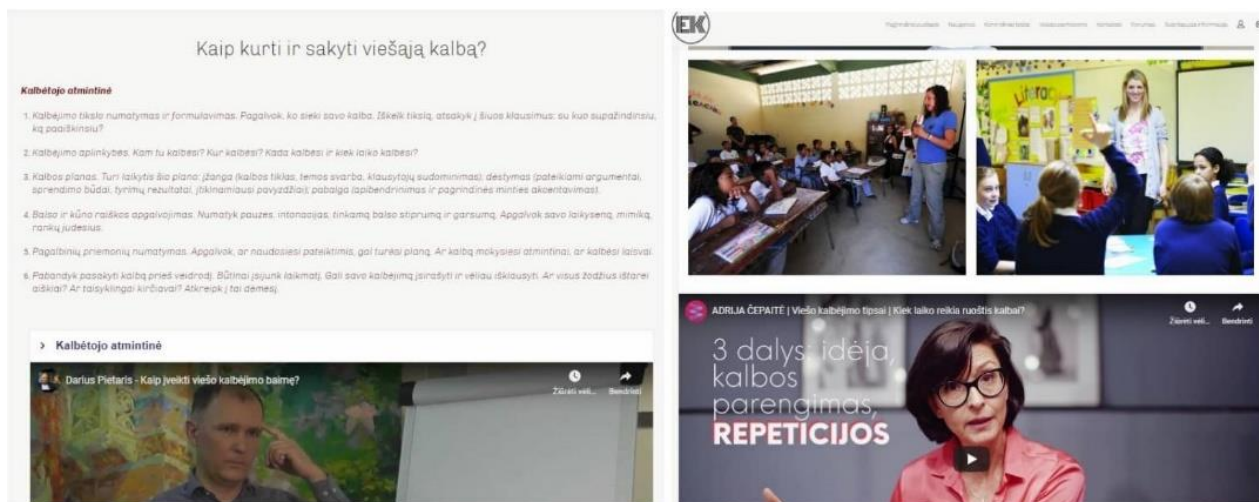 Kaip kurti ir sakyti viešąją kalbą?
Kalbėtojo atmintinė
1. Kalbėjimo tikslo numatymas ir formulavimas. Pagalvok, ko sieki savo kalba. Iškelk tikslą, atsakyk į šiuos klausimus: su kuo supažindinsiu,
ką paaiškinsiu?
2. Kalbėjimo aplinkybės. Kam tu kalbėsi? Kur kalbėsi? Kada kalbėsi ir kiek laiko kalbėsi?
3. Kalbos planas. Turi laikytis šio plano: įžanga (kalbos tikslas, temos svarba, klausytojų sudominimas); dėstymas (pateikiami argumentai,
sprendimo būdai, tyrimų rezultatai, įtikinamiausi pavyzdžiai); pabaiga (apibendrinimas ir pagrindinės minties akcentavimas).
4. Balso ir kūno raiškos apgalvojimas. Numatyk pauzes, intonacijas, tinkamą balso stiprumą ir garsumą. Apgalvok savo laikyseną, mimiką,
rankų judesius.
5. Pagalbinių priemonių numatymas. Apgalvok, ar naudosiesi pateiktimis, gal turėsi planą. Ar kalbą mokysiesi atmintinai, ar kalbėsi laisvai.
6. Pabandyk pasakyti kalbą prieš veidrodį. Būtinai įsijunk laikmatį. Gali savo kalbėjimą įsirašyti ir vėliau išklausyti. Ar visus žodžius ištarei
aiškiai? Ar taisyklingai kirčiavai? Atkreipk į tai dėmesį.
> Kalbėtojo atmintinė
Darius Pietaris - Kaip įveikti viešo kalbėjimo baimę?
Žiūrėti vėli...
Bendrinti
EK
Naujienos
Kontaktai
Forumas
Literacy
ADRIJA ČEPAITĖ | Viešo kalbėjimo tipsai | Kiek laiko reikia ruoštis kalbai?
Žiūrėti vėli...
Bendrinti
3 dalys: idėja,
kalbos
parengimas,
REPETICIJOS